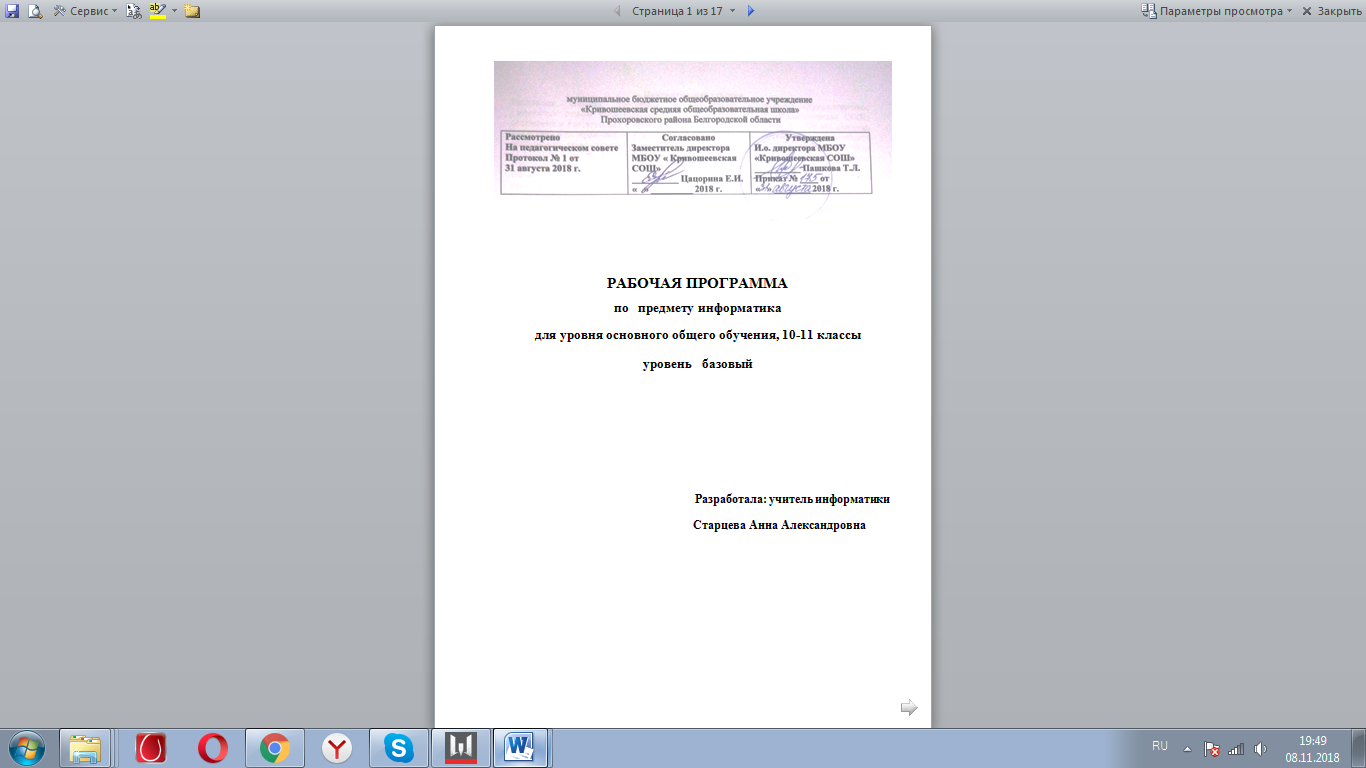 Сервис
Страница 1 из 17
Параметры просмотра
Закрыть
муниципальное бюджетное общеобразовательное учреждение
«Кривошеевская средняя общеобразовательная школа»
Прохоровского района Белгородской области
Рассмотрено
На педагогическом совете
Протокол № 1 от
31 августа 2018 г.
Согласовано
Заместитель директора
МБОУ « Кривошеевская
СОШ»
Цацорина Е.И.
« » 2018 г.
Утверждена
И.о. директора МБОУ
«Кривошеевская СОШ»
Пашкова Т.Л.
Приказ № от
« » августа 2018 г.
РАБОЧАЯ ПРОГРАММА
по предмету информатика
для уровня основного общего обучения, 10-11 классы
уровень базовый
Разработала: учитель информатики
Старцева Анна Александровна
RU
19:49
08.11.2018